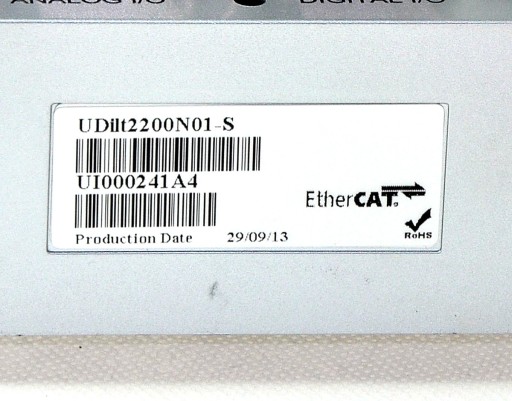 ANALOG I/O DIGITAL I/O
UDilt2200N01-S
UI000241A4
EtherCAT
RoHS
Production Date 29/09/13